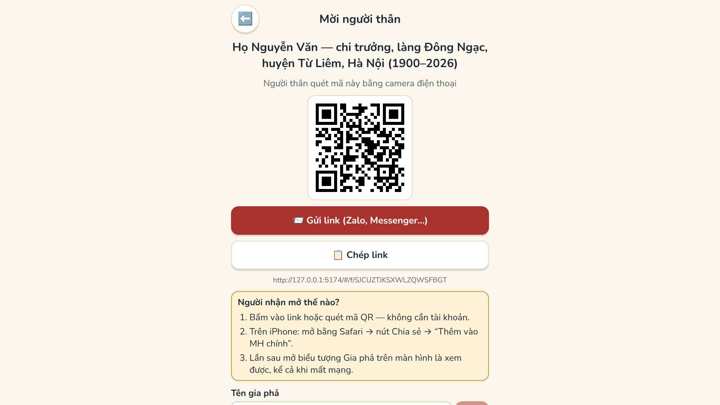 Mời người thân
Họ Nguyễn Văn — chi trưởng, làng Đông Ngạc,
huyện Từ Liêm, Hà Nội (1900–2026)
Người thân quét mã này bằng camera điện thoại
Gửi link (Zalo, Messenger...)
Chép link
http://127.0.0.1:5174/#/f/SJCUZTJKSXWLZQWSFBGT
Người nhận mở thế nào?
1. Bấm vào link hoặc quét mã QR — không cần tài khoản.
2. Trên iPhone: mở bằng Safari → nút Chia sẻ → “Thêm vào
MH chính”.
3. Lần sau mở biểu tượng Gia phả trên màn hình là xem
được, kể cả khi mất mạng.
Tên gia phả